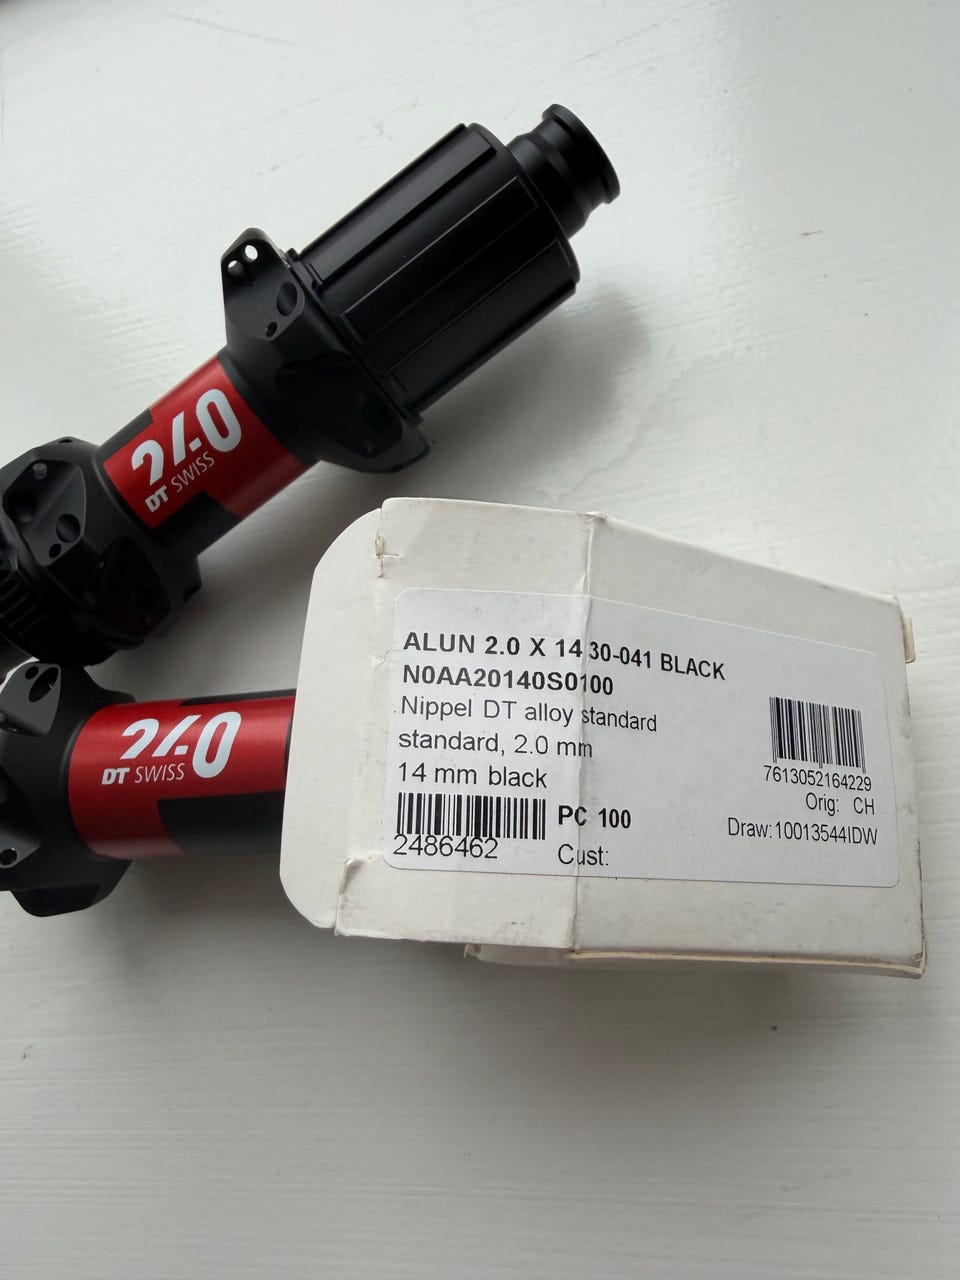 240
DT SWISS
240
DT SWISS
ALUN 2.0 X 14 30-041 BLACK
N0AA20140S0100
Nippel DT alloy standard
standard, 2.0 mm
14 mm black
PC 100
2486462
Cust:
7613052164229
Orig: CH
Draw:10013544IDW